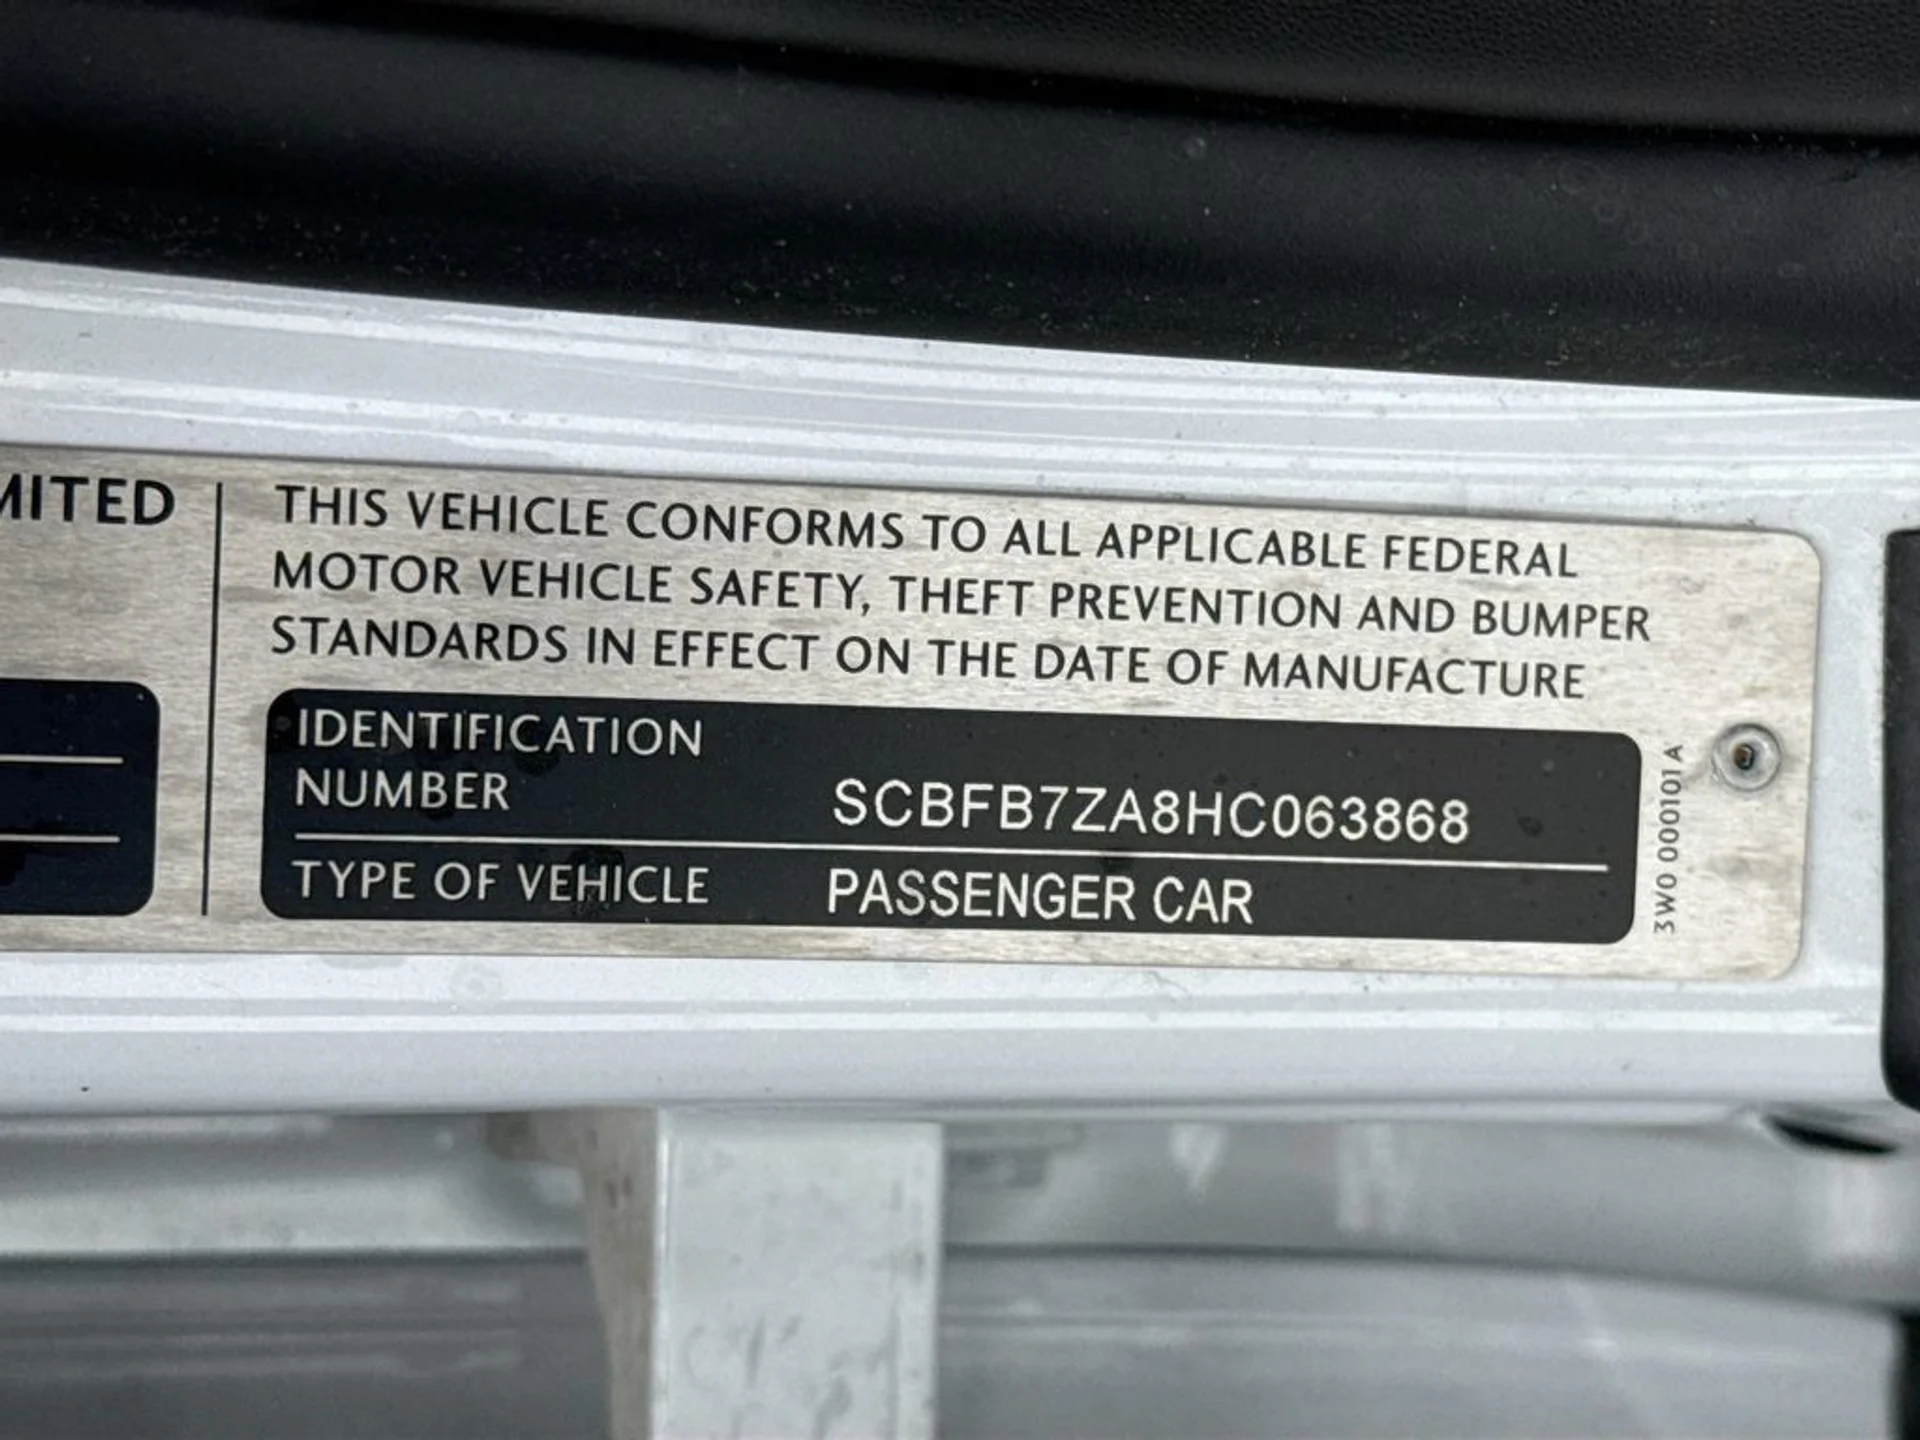 MITED
THIS VEHICLE CONFORMS TO ALL APPLICABLE FEDERAL
MOTOR VEHICLE SAFETY, THEFT PREVENTION AND BUMPER
STANDARDS IN EFFECT ON THE DATE OF MANUFACTURE
IDENTIFICATION
NUMBER SCBFB7ZA8HC063868
TYPE OF VEHICLE PASSENGER CAR
3W0 000101 A